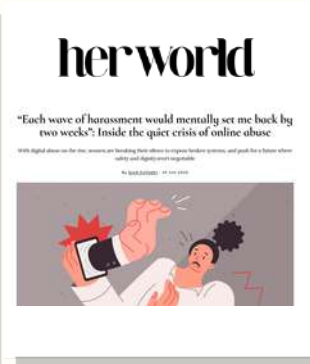 herworld
“Each wave of harassment would mentally set me back by
two weeks”: Inside the quiet crisis of online abuse
With digital abuse on the rise, women are breaking their silence to expose broken systems, and push for a future where
safety and dignity aren't negotiable
By